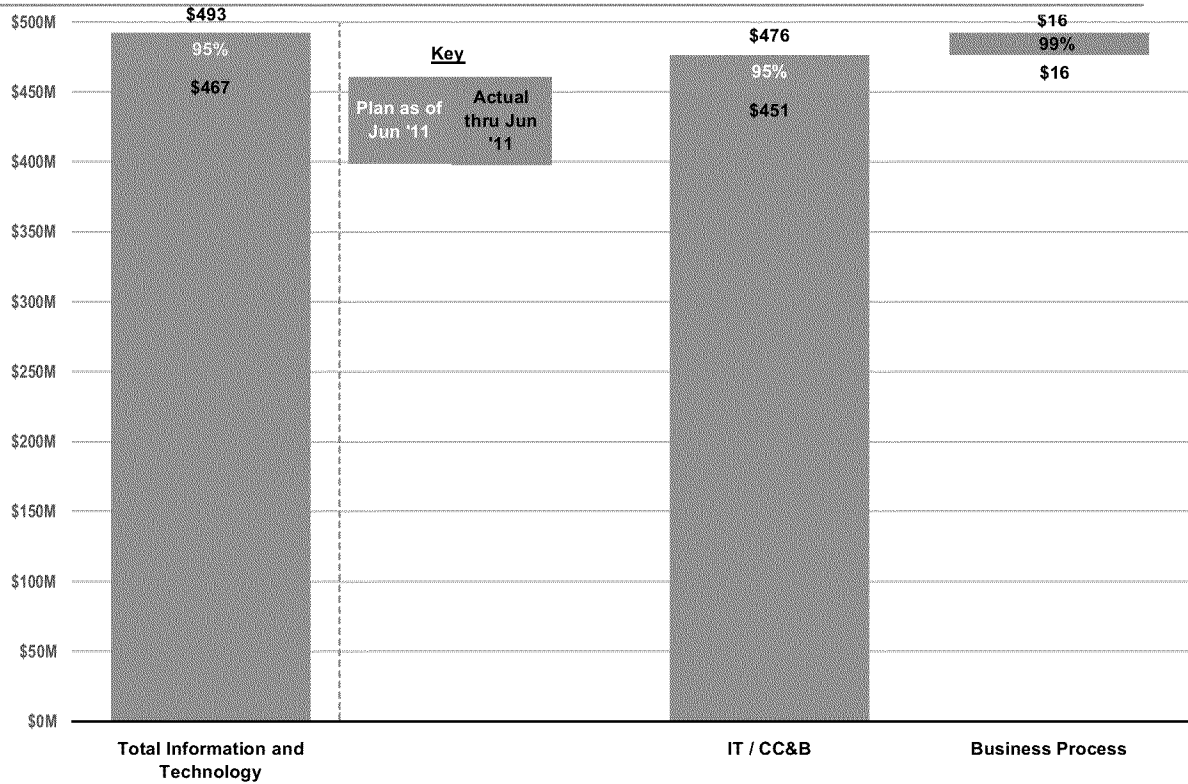 $500M
$450M
$400M
$350M
$300M
$250M
$200M
$150M
$100M
$50M
$0M
$493
95%
$467
Key
Plan as of
Jun '11
Actual
thru Jun
'11
$476
95%
$451
$16
99%
$16
Total Information and
Technology
IT / CC&B
Business Process